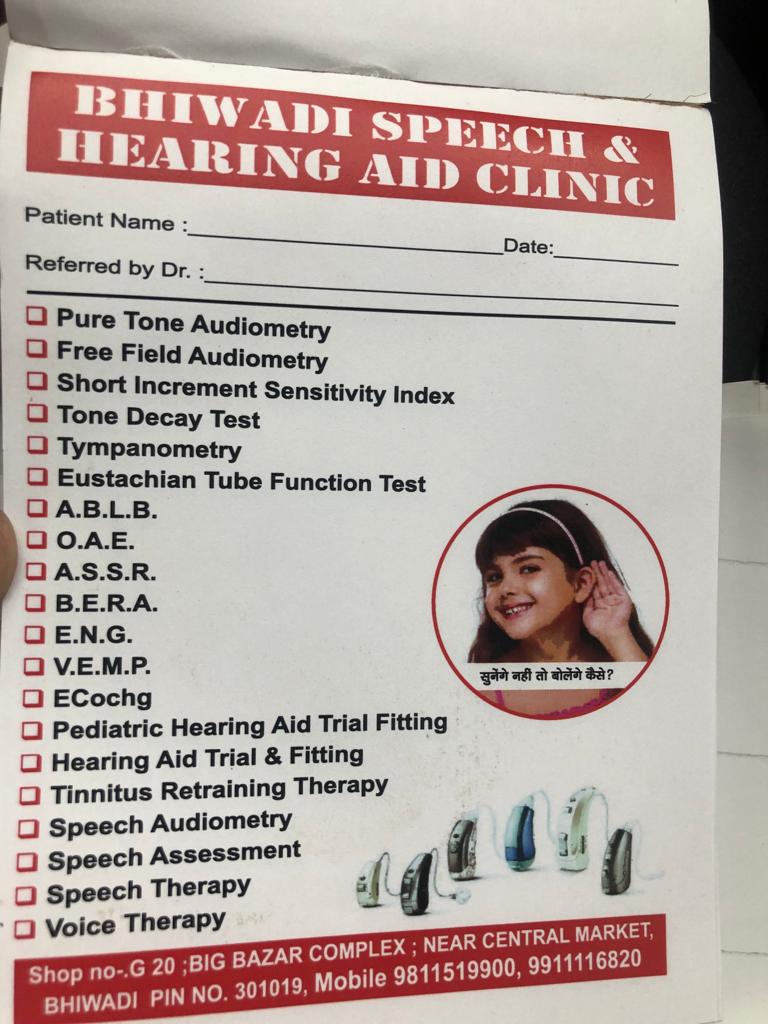 BHIWADI SPEECH &
HEARING AID CLINIC
Patient Name :____________________Date:________
Referred by Dr. :______________________________
Pure Tone Audiometry
Free Field Audiometry
Short Increment Sensitivity Index
Tone Decay Test
Tympanometry
Eustachian Tube Function Test
A.B.L.B.
O.A.E.
A.S.S.R.
B.E.R.A.
E.N.G.
V.E.M.P.
ECochg
Pediatric Hearing Aid Trial Fitting
Hearing Aid Trial & Fitting
Tinnitus Retraining Therapy
Speech Audiometry
Speech Assessment
Speech Therapy
Voice Therapy
सुनेंगे नहीं तो बोलेंगे कैसे?
Shop no-.G 20 ;BIG BAZAR COMPLEX ; NEAR CENTRAL MARKET,
BHIWADI PIN NO. 301019, Mobile 9811519900, 9911116820